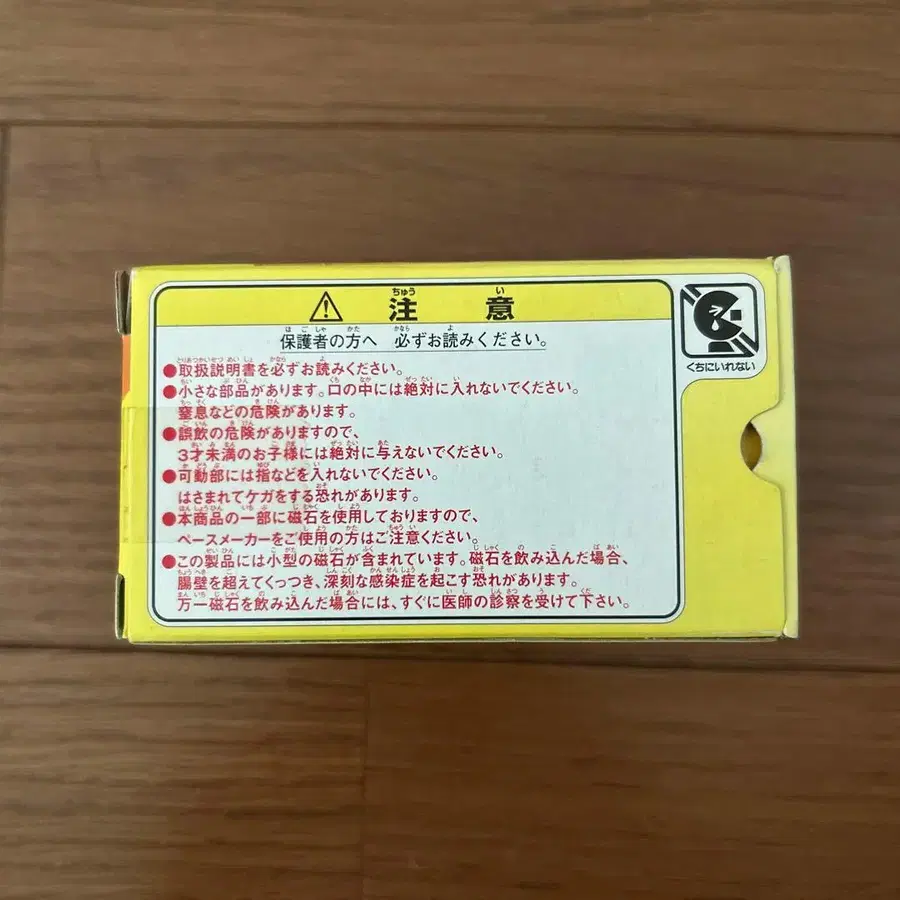 ⚠ 注意
保護者の方へ 必ずお読みください。
●取扱説明書を必ずお読みください。
●小さな部品があります。口の中には絶対に入れないでください。
窒息などの危険があります。
●誤飲の危険がありますので、
3才未満のお子様には絶対に与えないでください。
●可動部には指などを入れないでください。
はさまれてケガをする恐れがあります。
●本商品の一部に磁石を使用しておりますので、
ペースメーカーをご使用の方はご注意ください。
●この製品には小型の磁石が含まれています。磁石を飲み込んだ場合、
腸壁を超えてくっつき、深刻な感染症を起こす恐れがあります。
万一磁石を飲み込んだ場合には、すぐに医師の診察を受けて下さい。
くちにいれない